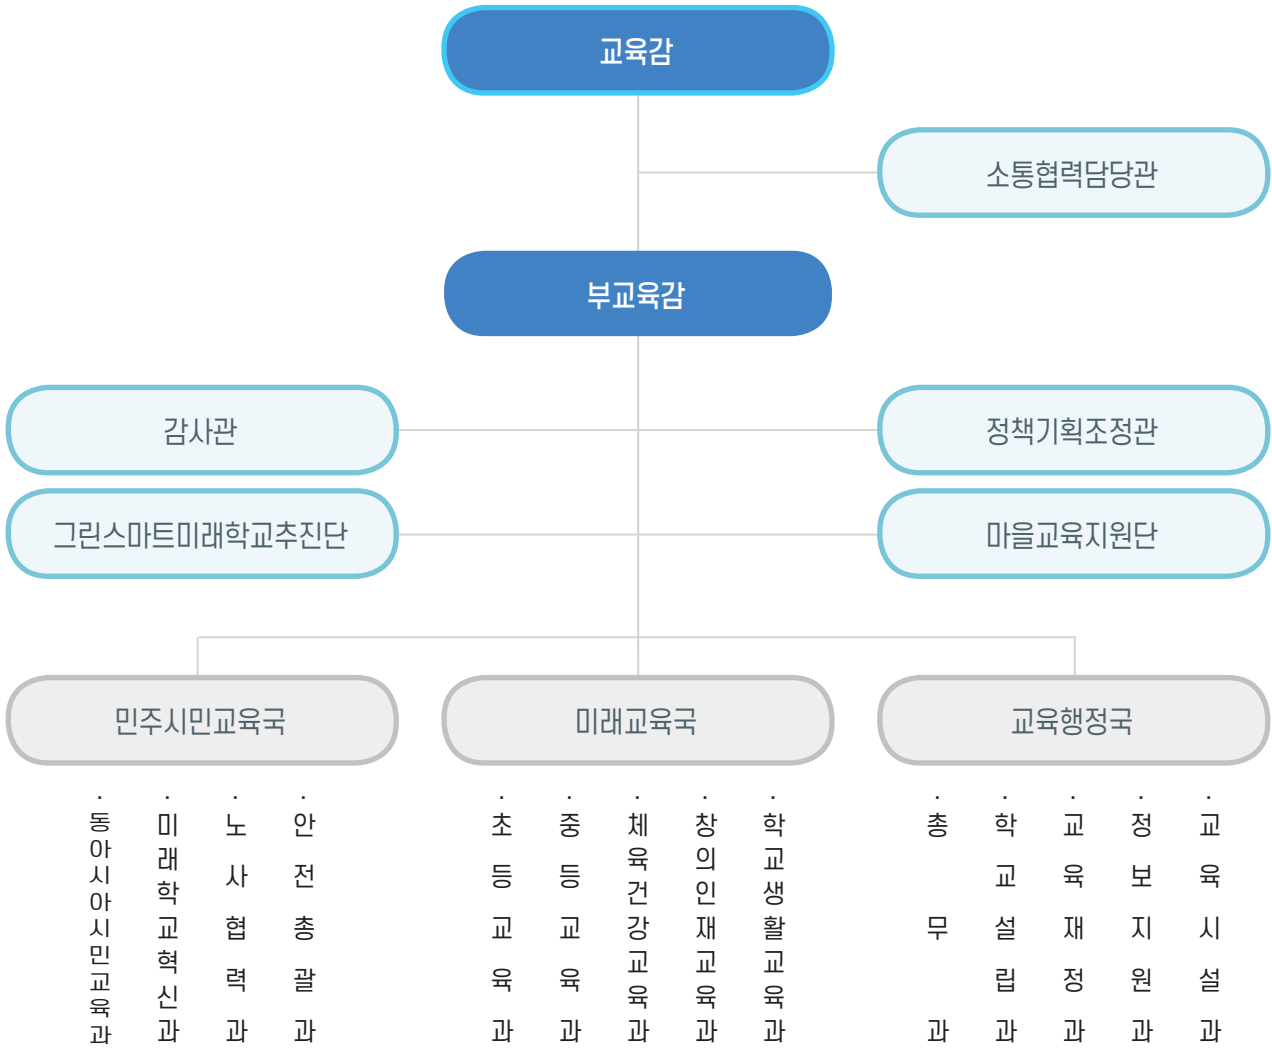 교육감
소통협력담당관
부교육감
감사관
정책기획조정관
그린스마트미래학교추진단
마을교육지원단
민주시민교육국
미래교육국
교육행정국
· 동아시아시민교육과
· 미래학교혁신과
· 노사협력과
· 안전총괄과
· 초등교육과
· 중등교육과
· 체육건강교육과
· 창의인재교육과
· 학교생활교육과
· 총무과
· 학교설립과
· 교육재정과
· 정보지원과
· 교육시설과